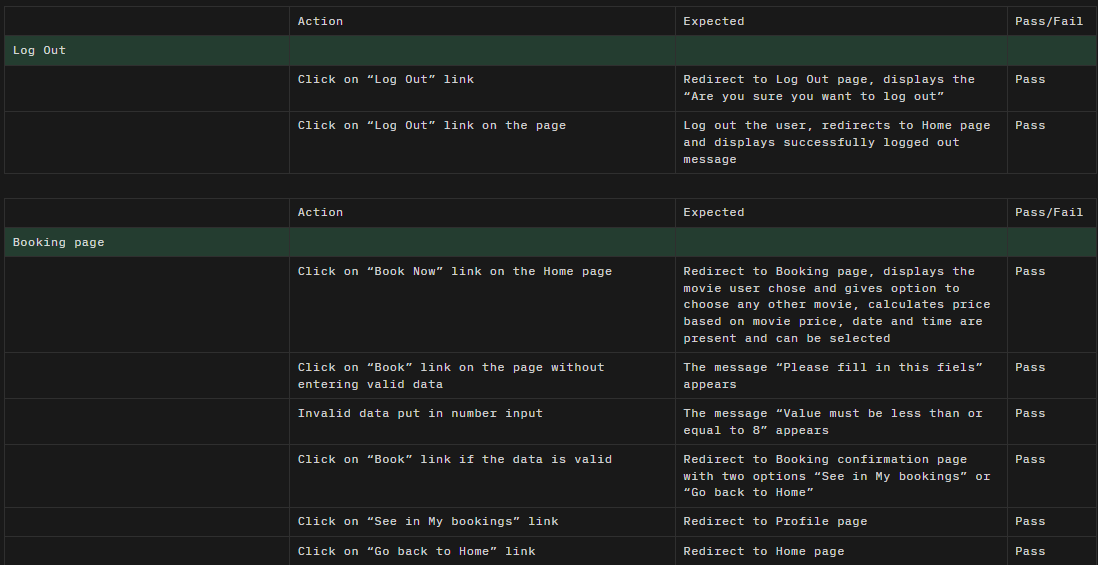 Action Expected Pass/Fail
Log Out
Click on “Log Out” link Redirect to Log Out page, displays the Pass
“Are you sure you want to log out”
Click on “Log Out” link on the page Log out the user, redirects to Home page Pass
and displays successfully logged out
message
Action Expected Pass/Fail
Booking page
Click on “Book Now” link on the Home page Redirect to Booking page, displays the Pass
movie user chose and gives option to
choose any other movie, calculates price
based on movie price, date and time are
present and can be selected
Click on “Book” link on the page without The message “Please fill in this fiels” Pass
entering valid data appears
Invalid data put in number input The message “Value must be less than or Pass
equal to 8” appears
Click on “Book” link if the data is valid Redirect to Booking confirmation page Pass
with two options “See in My bookings” or
“Go back to Home”
Click on “See in My bookings” link Redirect to Profile page Pass
Click on “Go back to Home” link Redirect to Home page Pass